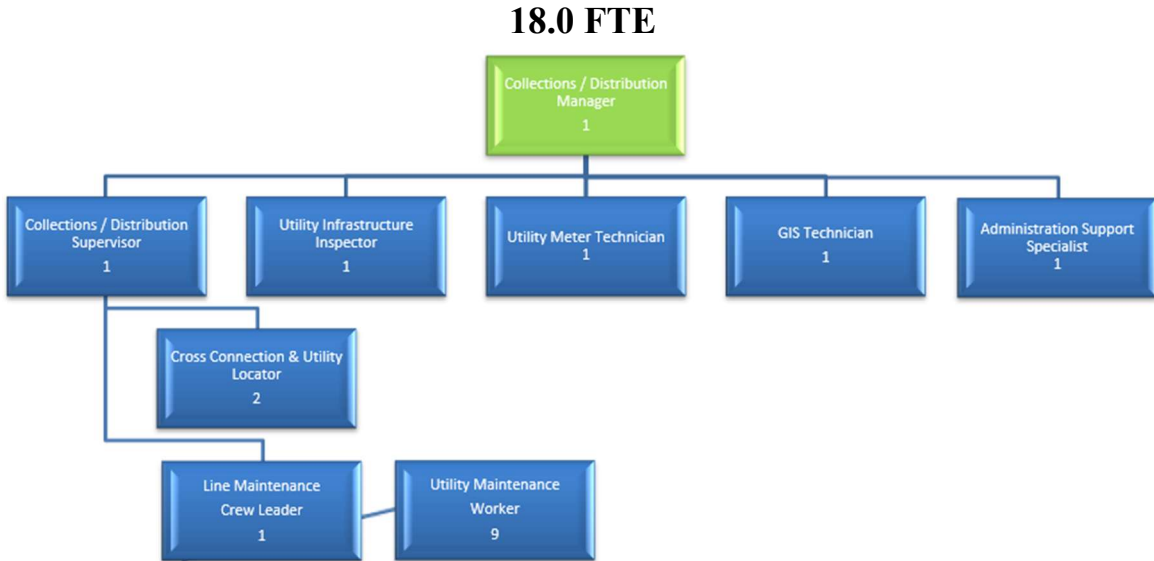 18.0 FTE
Collections / Distribution
Manager
1
Collections / Distribution
Supervisor
1
Utility Infrastructure
Inspector
1
Utility Meter Technician
1
GIS Technician
1
Administration Support
Specialist
1
Cross Connection & Utility
Locator
2
Line Maintenance
Crew Leader
1
Utility Maintenance
Worker
9